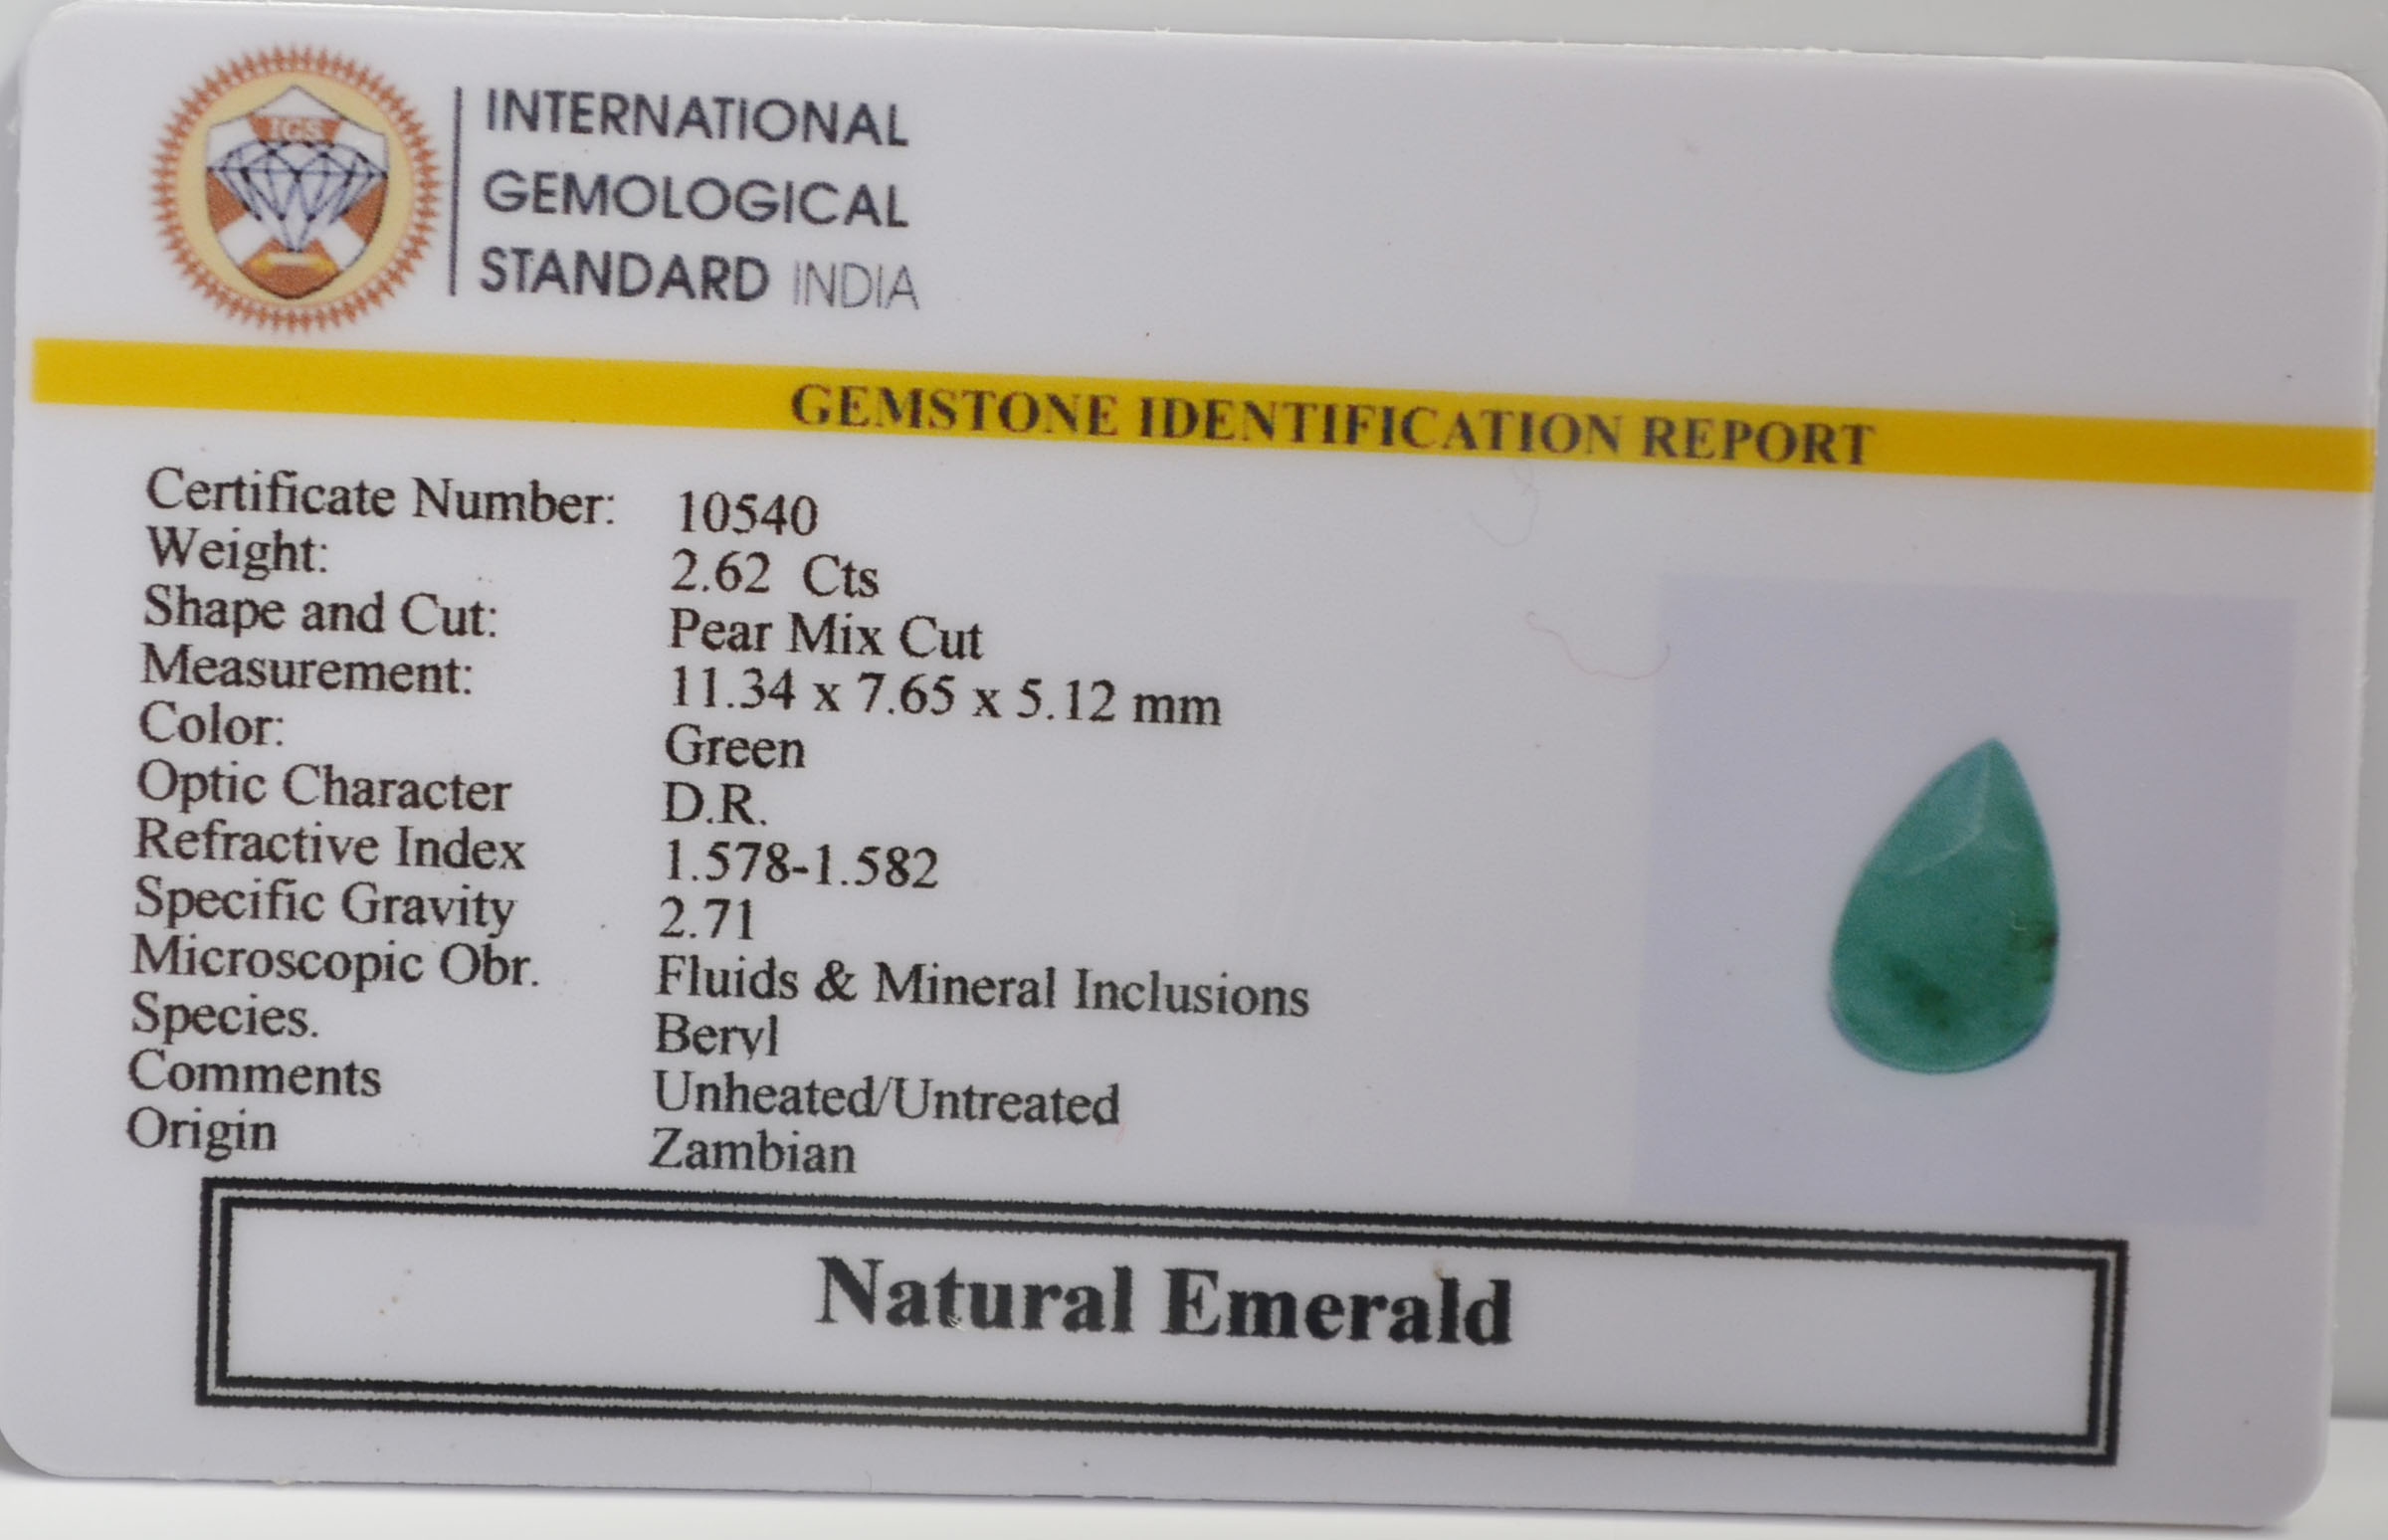 IGS
INTERNATIONAL
GEMOLOGICAL
STANDARD INDIA
GEMSTONE IDENTIFICATION REPORT
Certificate Number: 10540
Weight: 2.62 Cts
Shape and Cut: Pear Mix Cut
Measurement: 11.34 x 7.65 x 5.12 mm
Color: Green
Optic Character D.R.
Refractive Index 1.578-1.582
Specific Gravity 2.71
Microscopic Obr. Fluids & Mineral Inclusions
Species. Beryl
Comments Unheated/Untreated
Origin Zambian
Natural Emerald